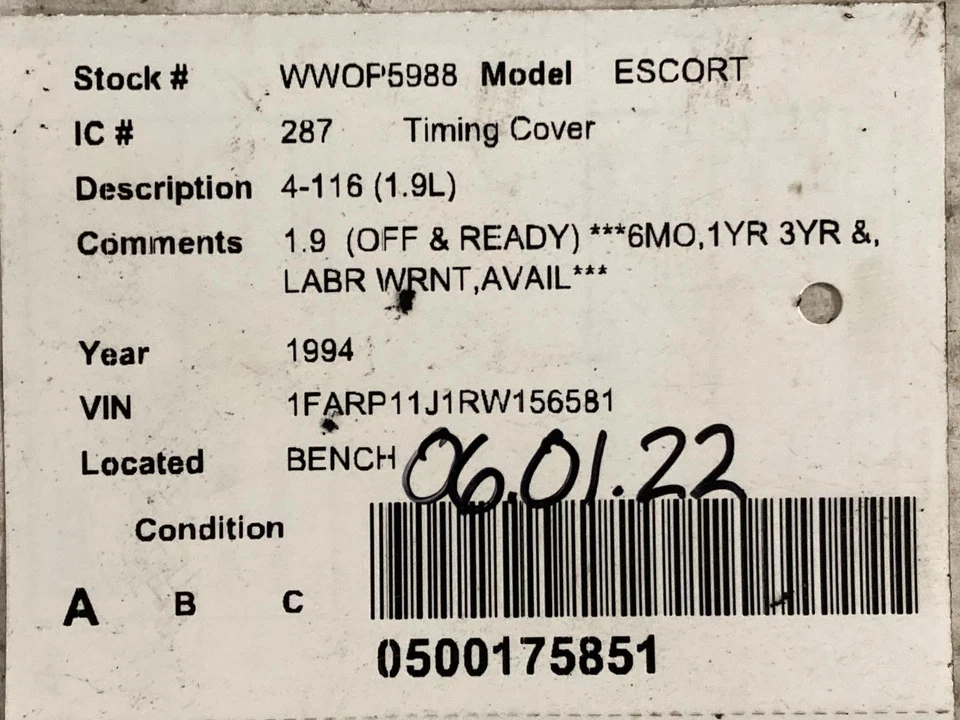 Stock # WWOP5988 Model ESCORT
IC # 287 Timing Cover
Description 4-116 (1.9L)
Comments 1.9 (OFF & READY) ***6MO,1YR 3YR &,
LABR WRNT,AVAIL***
Year 1994
VIN 1FARP11J1RW156581
Located BENCH 06.01.22
Condition
A B C
0500175851